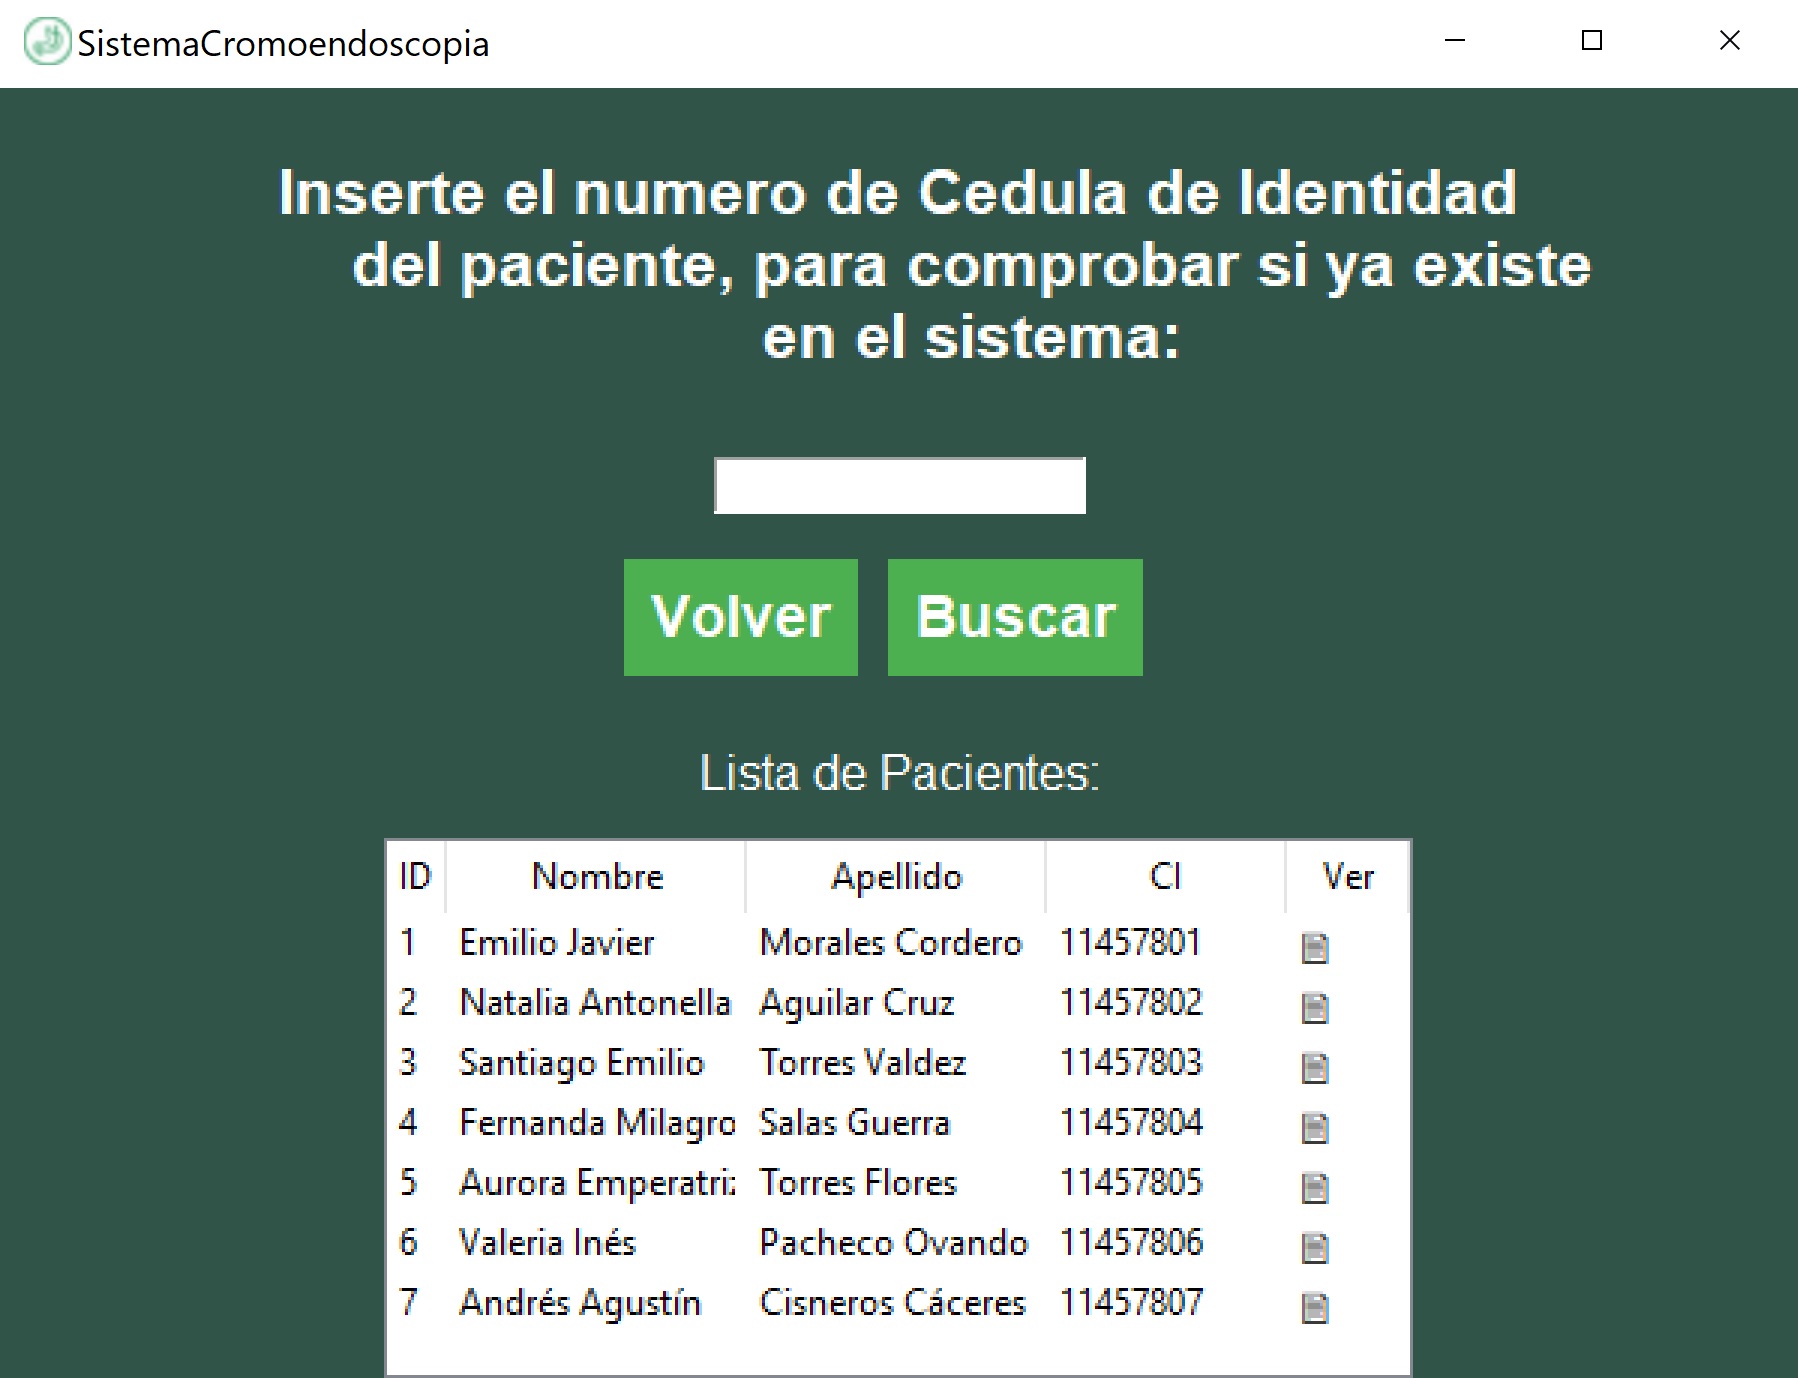 SistemaCromoendoscopia
Inserte el numero de Cedula de Identidad
del paciente, para comprobar si ya existe
en el sistema:
Volver Buscar
Lista de Pacientes:
ID Nombre Apellido CI Ver
1 Emilio Javier Morales Cordero 11457801
2 Natalia Antonella Aguilar Cruz 11457802
3 Santiago Emilio Torres Valdez 11457803
4 Fernanda Milagro Salas Guerra 11457804
5 Aurora Emperatriz Torres Flores 11457805
6 Valeria Inés Pacheco Ovando 11457806
7 Andrés Agustín Cisneros Cáceres 11457807